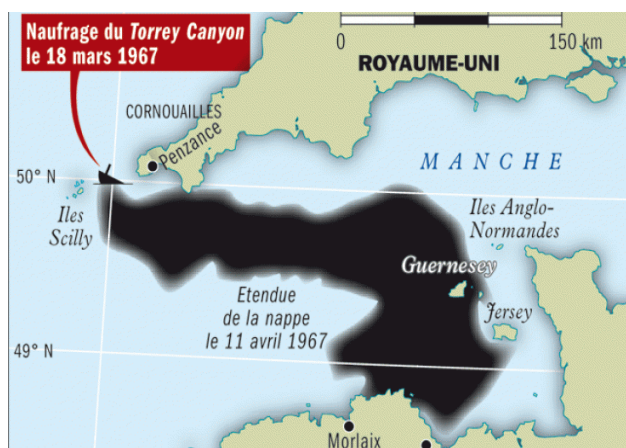 Naufrage du Torrey Canyon
le 18 mars 1967
0
150 km
ROYAUME-UNI
CORNOUAILLES
Penzance
MANCHE
50° N
Iles
Scilly
Iles Anglo-
Normandes
Guernesey
Jersey
Etendue
de la nappe
le 11 avril 1967
49° N
Morlaix